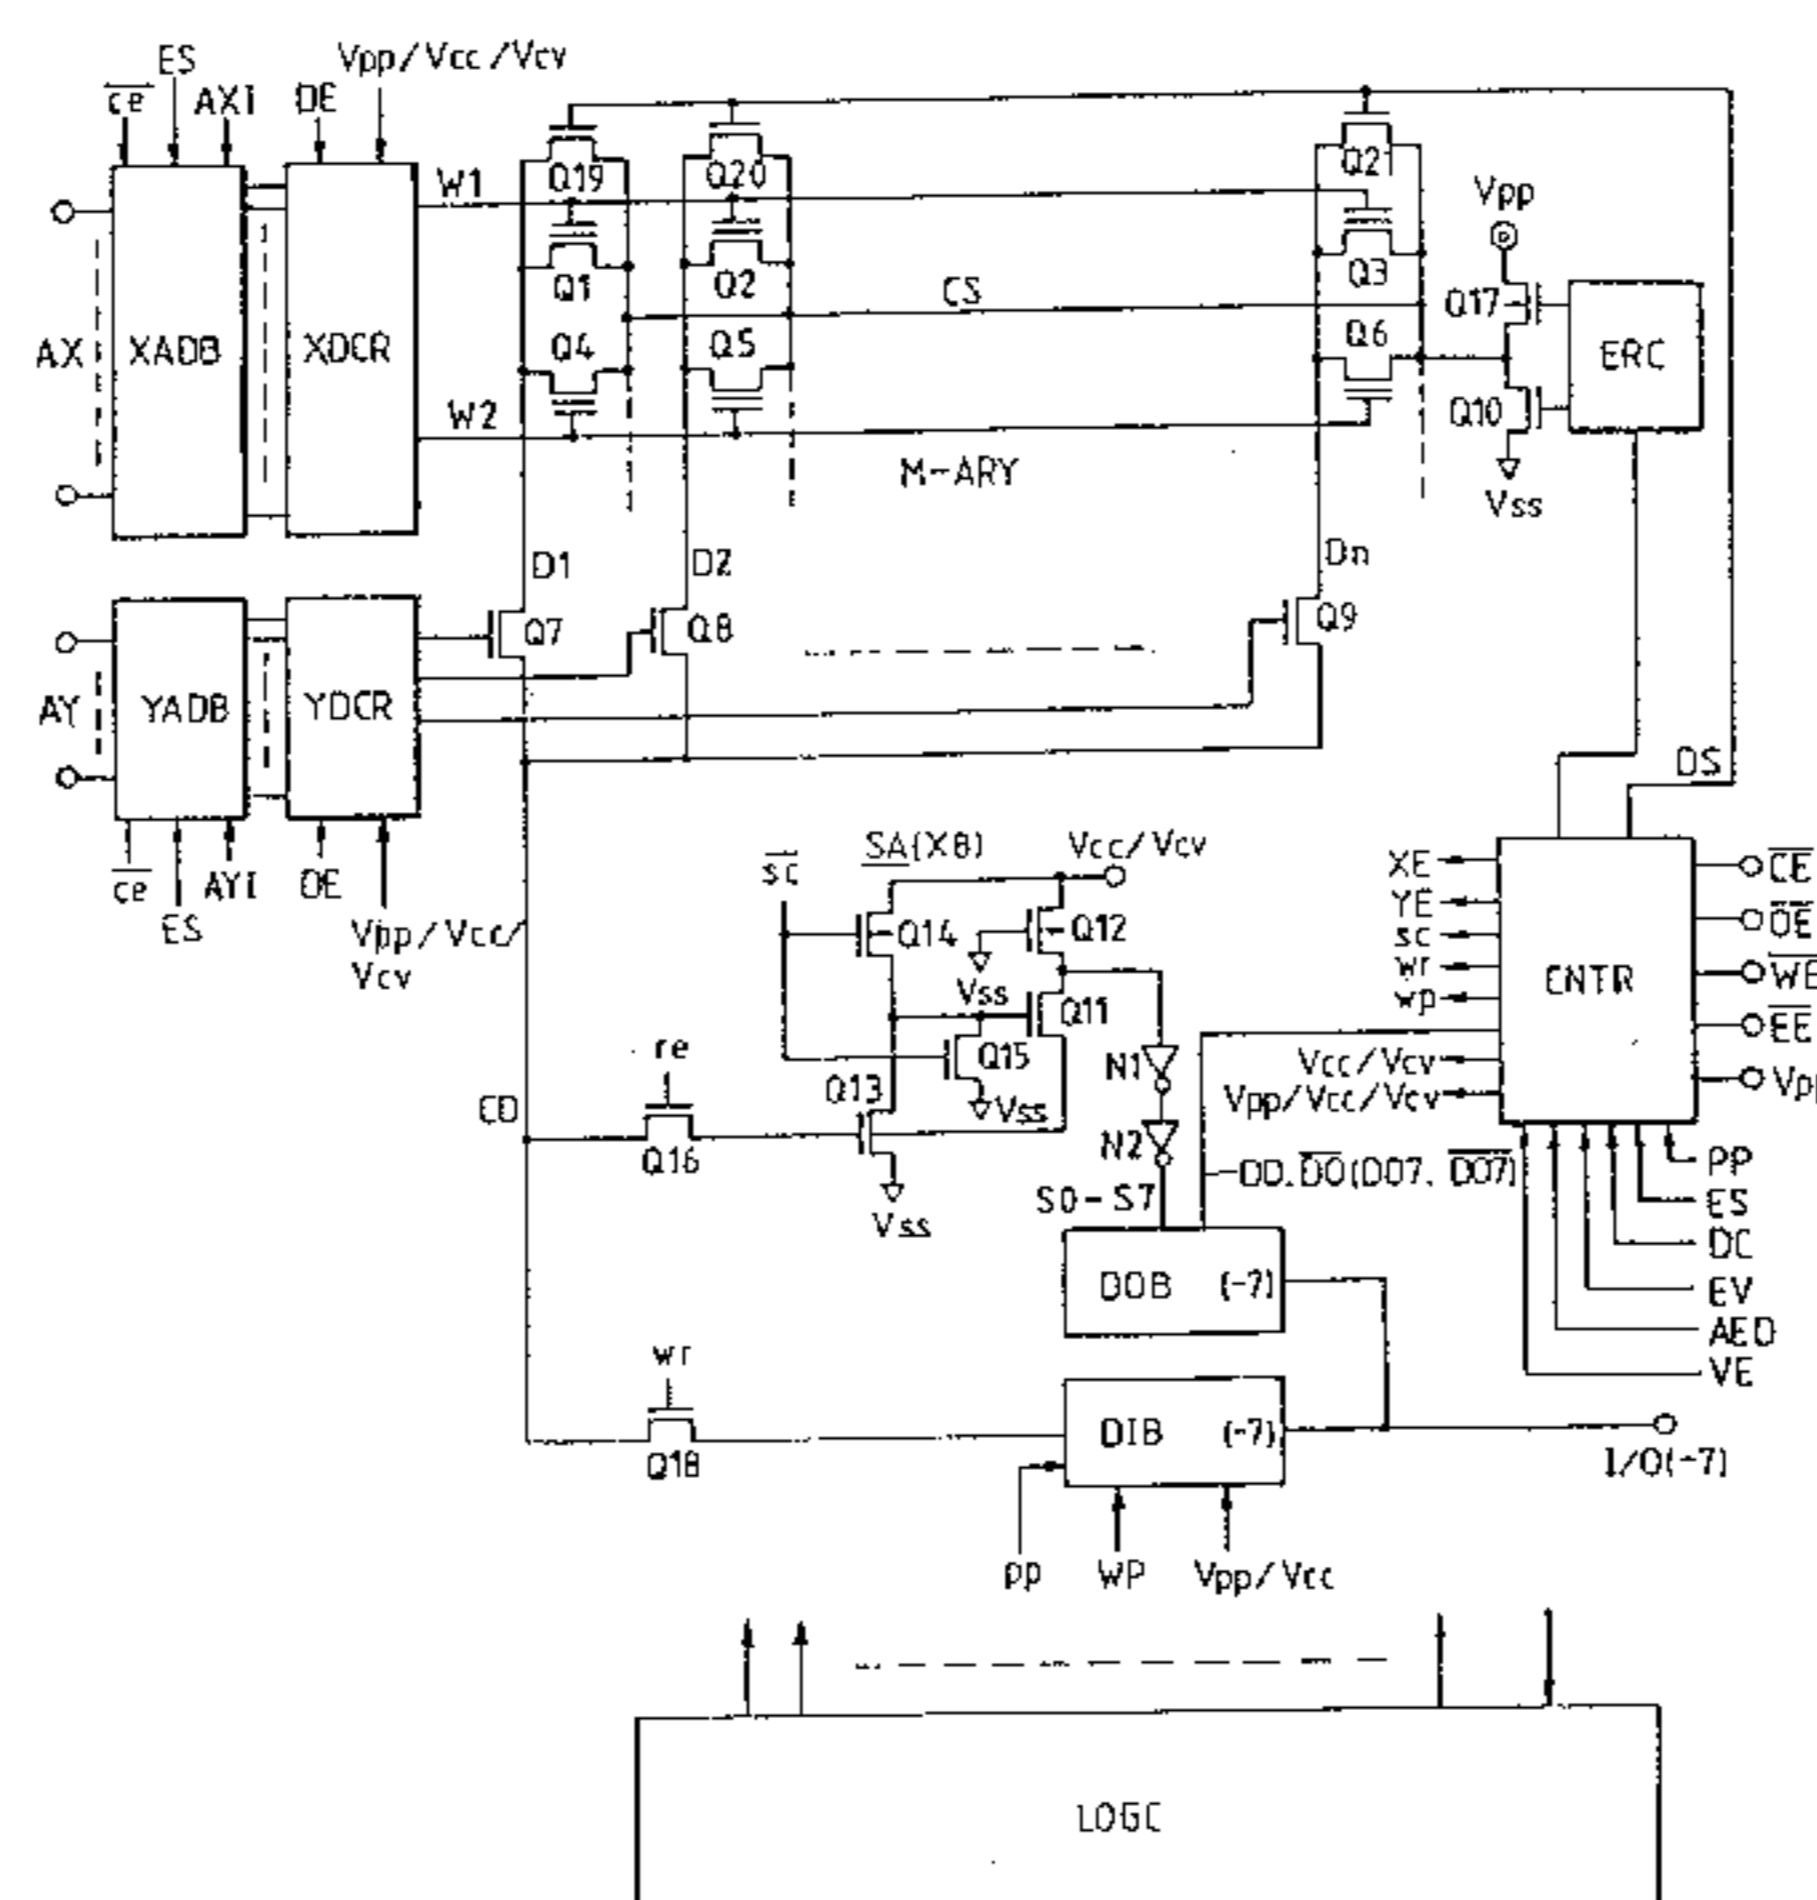 ES
Vpp/Vcc/Vcv
ce AXI DE
W1
Q19 Q20 Q21
Vpp
Q1 Q2 Q3
CS
Q17
AX XADB XDCR
Q4 Q5 Q6
ERC
W2
Q10
M-ARY
Vss
D1 D2 Dn
Q7 Q8 Q9
AY YADB YDCR
DS
ce AYI DE
ES
Vpp/Vcc/
Vcv
sc SA(X8) Vcc/Vcv
Q14 Q12
Vss
Q11
Q15
Vss
Q13
N1
N2
re
CD
Q16
Vss
S0-S7
XE
YE
sc
wr
wp
Vcc/Vcv
Vpp/Vcc/Vcv
CNTR
CE
OE
WE
EE
Vpp
DO,DO(DO7, DO7)
PP
ES
DC
EV
AED
VE
DOB (-7)
wr
Q18
DIB (-7)
I/O(-7)
pp WP Vpp/Vcc
LOGC